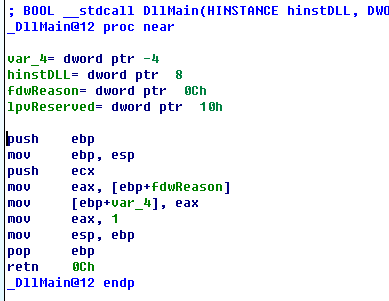 ; BOOL __stdcall DllMain(HINSTANCE hinstDLL, DWO
_DllMain@12 proc near
var_4= dword ptr -4
hinstDLL= dword ptr  8
fdwReason= dword ptr  0Ch
lpvReserved= dword ptr  10h
push    ebp
mov     ebp, esp
push    ecx
mov     eax, [ebp+fdwReason]
mov     [ebp+var_4], eax
mov     eax, 1
mov     esp, ebp
pop     ebp
retn    0Ch
_DllMain@12 endp